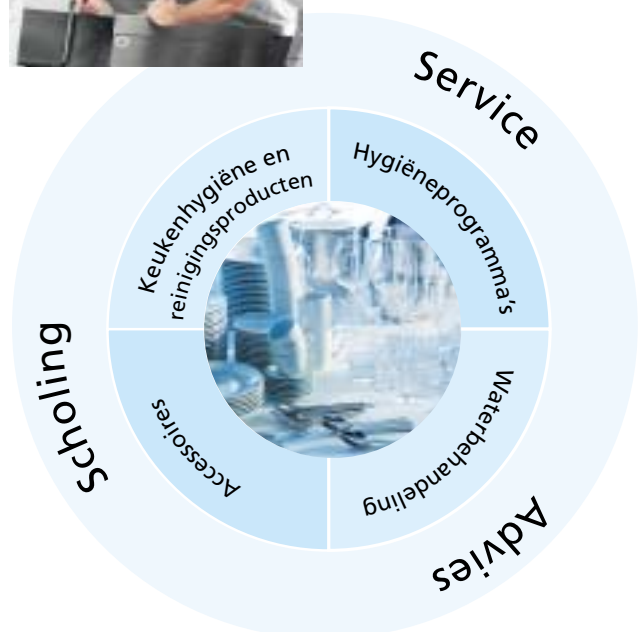 Service
Keukenhygiëne en
reinigingsproducten
Hygiëneprogramma's
Scholing
Accessoires
Waterbehandeling
Advies